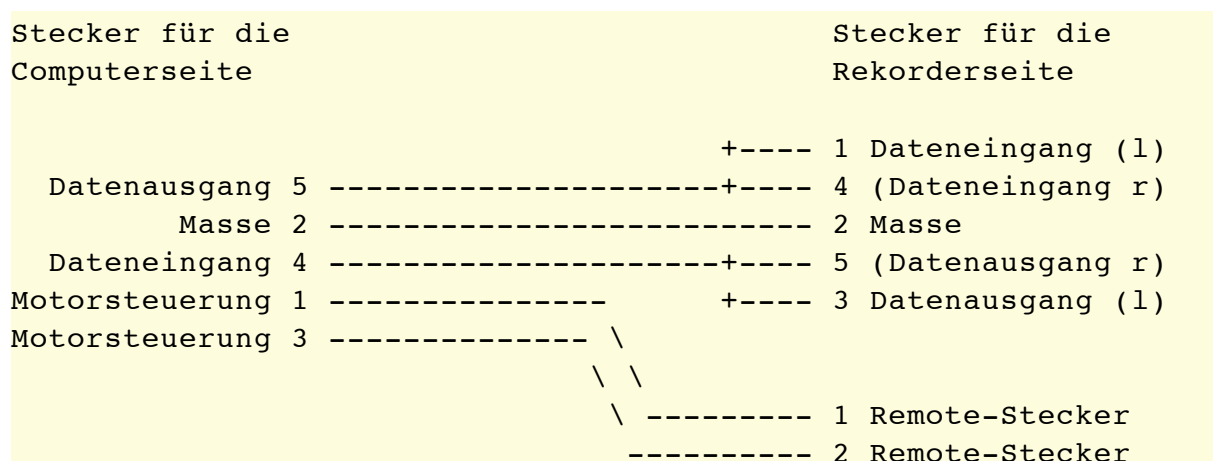 Stecker für die                              Stecker für die
Computerseite                                Rekorderseite
                                       +---- 1 Dateneingang (l)
  Datenausgang 5 ---------------------+---- 4 (Dateneingang r)
         Masse 2 -------------------------- 2 Masse
  Dateneingang 4 ---------------------+---- 5 (Datenausgang r)
Motorsteuerung 1 ---------------      +---- 3 Datenausgang (l)
Motorsteuerung 3 -------------- \
                               \ \
                                \ --------- 1 Remote-Stecker
                                 ---------- 2 Remote-Stecker